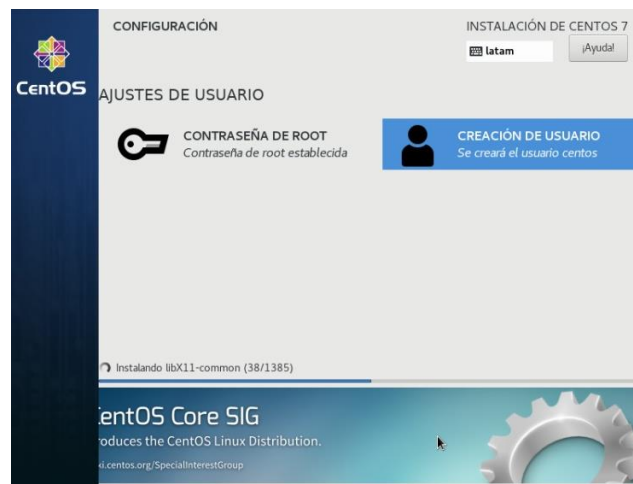 CONFIGURACIÓN
INSTALACIÓN DE CENTOS 7
latam
¡Ayuda!
CentOS
AJUSTES DE USUARIO
CONTRASEÑA DE ROOT
Contraseña de root establecida
CREACIÓN DE USUARIO
Se creará el usuario centos
Instalando libX11-common (38/1385)
entOS Core SIG
roduces the CentOS Linux Distribution.
ki.centos.org/SpecialInterestGroup